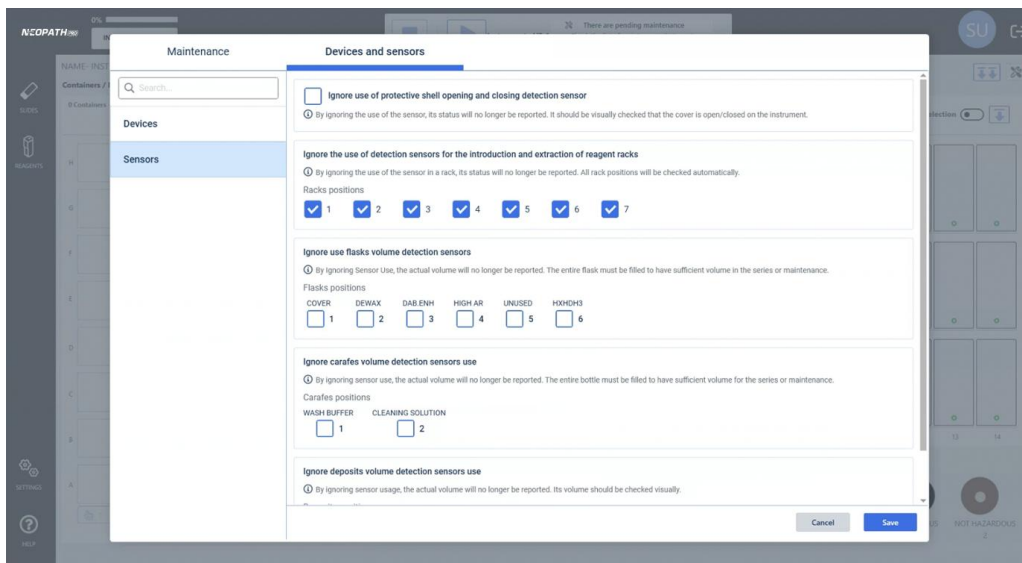 NEOPATH PRO
0%
There are pending maintenance
SU
Maintenance
Devices and sensors
NAME- INST
Containers /
0 Containers
SLIDES
REAGENTS
SETTINGS
HELP
Search...
Devices
Sensors
Ignore use of protective shell opening and closing detection sensor
By ignoring the use of the sensor, its status will no longer be reported. It should be visually checked that the cover is open/closed on the instrument.
Ignore the use of detection sensors for the introduction and extraction of reagent racks
By ignoring the use of the sensor in a rack, its status will no longer be reported. All rack positions will be checked automatically.
Racks positions
1 2 3 4 5 6 7
Ignore use flasks volume detection sensors
By Ignoring Sensor Use, the actual volume will no longer be reported. The entire flask must be filled to have sufficient volume in the series or maintenance.
Flasks positions
COVER DEWAX DAB.ENH HIGH AR UNUSED HXHDH3
1 2 3 4 5 6
Ignore carafes volume detection sensors use
By ignoring sensor use, the actual volume will no longer be reported. The entire bottle must be filled to have sufficient volume for the series or maintenance.
Carafes positions
WASH BUFFER CLEANING SOLUTION
1 2
Ignore deposits volume detection sensors use
By ignoring sensor usage, the actual volume will no longer be reported. Its volume should be checked visually.
Cancel Save
13 14
NOT HAZARDOUS
2